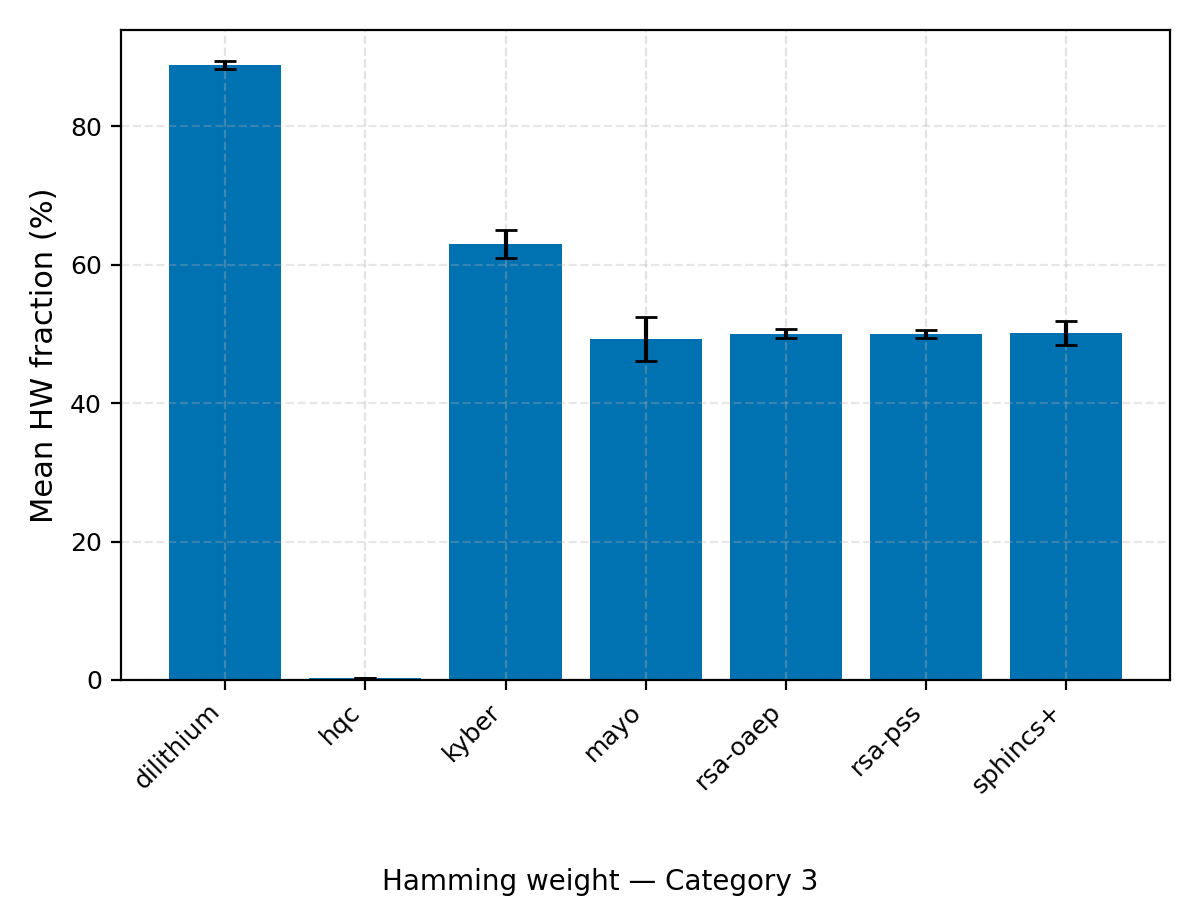 Mean HW fraction (%)
80
60
40
20
0
dilithium
hqc
kyber
mayo
rsa-oaep
rsa-pss
sphincs+
Hamming weight — Category 3